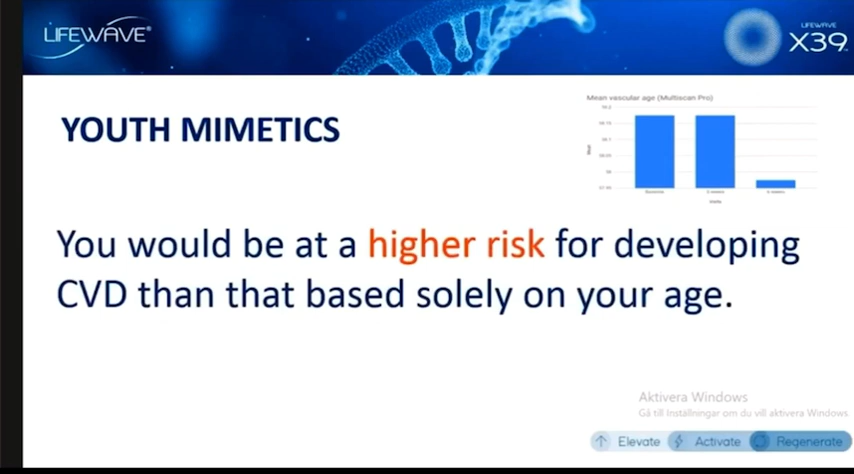 LIFEWAVE®
LIFEWAVE
X39
Mean vascular age (Multiscan Pro)
YOUTH MIMETICS
You would be at a higher risk for developing
CVD than that based solely on your age.
Aktivera Windows
Gå till Inställningar om du vill aktivera Windows
Elevate
Activate
Regenerate